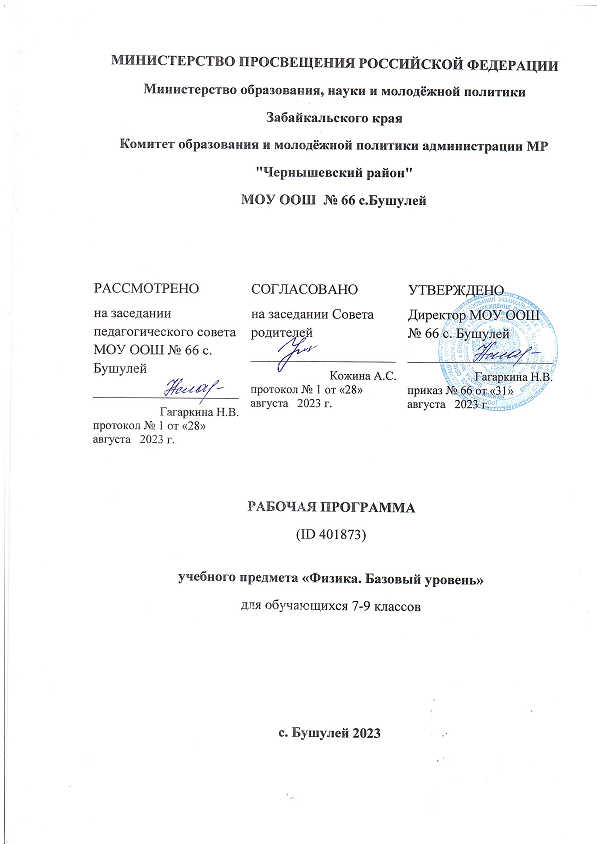 МИНИСТЕРСТВО ПРОСВЕЩЕНИЯ РОССИЙСКОЙ ФЕДЕРАЦИИ
Министерство образования, науки и молодёжной политики
Забайкальского края
Комитет образования и молодёжной политики администрации МР
"Чернышевский район"
МОУ ООШ № 66 с.Бушулей
РАССМОТРЕНО
на заседании
педагогического совета
МОУ ООШ № 66 с.
Бушулей
Гагаркина Н.В.
протокол № 1 от «28»
августа 2023 г.
СОГЛАСОВАНО
на заседании Совета
родителей
Кожина А.С.
протокол № 1 от «28»
августа 2023 г.
УТВЕРЖДЕНО
Директор МОУ ООШ
№ 66 с. Бушулей
Гагаркина Н.В.
приказ № 66 от «31»
августа 2023 г.
РАБОЧАЯ ПРОГРАММА
(ID 401873)
учебного предмета «Физика. Базовый уровень»
для обучающихся 7-9 классов
с. Бушулей 2023